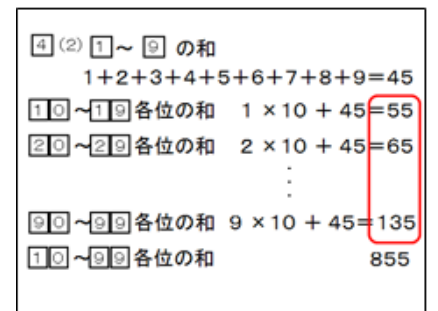 4 (2) 1～9 の和
1+2+3+4+5+6+7+8+9=45
10～19各位の和 1×10+45=55
20～29各位の和 2×10+45=65
⋮
90～99各位の和 9×10+45=135
10～99各位の和 855